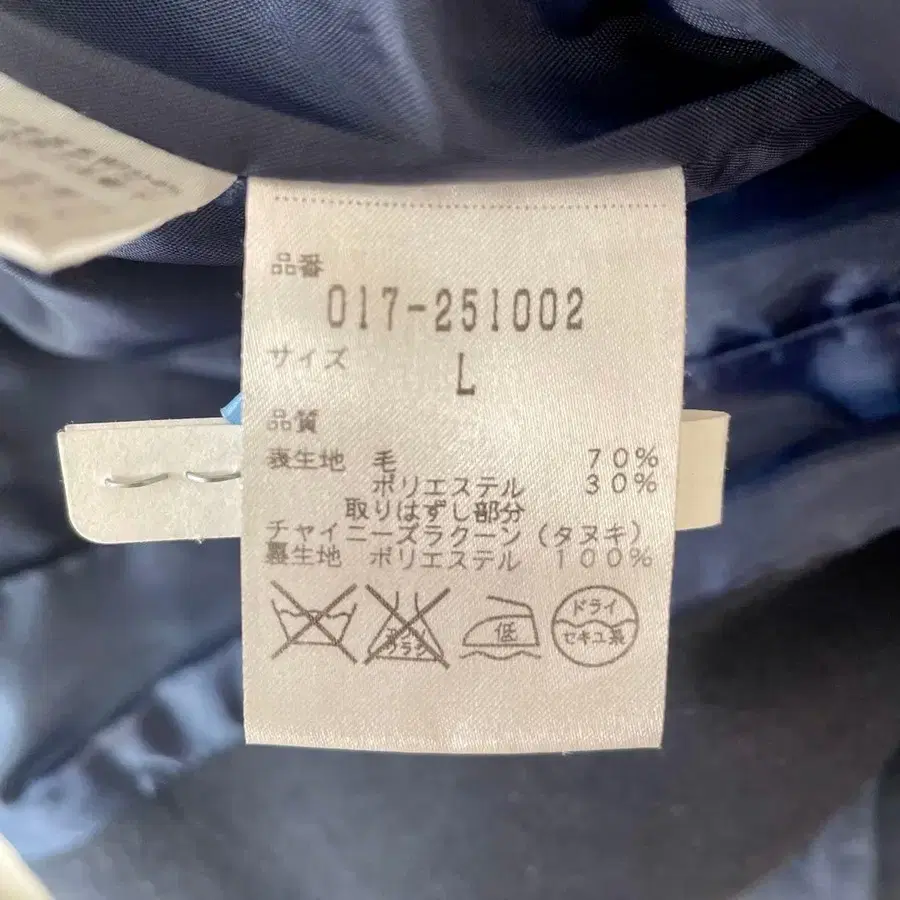 品番
017-251002
サイズ
L
品質
表生地 毛 70%
ポリエステル 30%
取りはずし部分
チャイニーズラクーン(タヌキ)
裏生地 ポリエステル 100%
低
ドライ
セキユ系